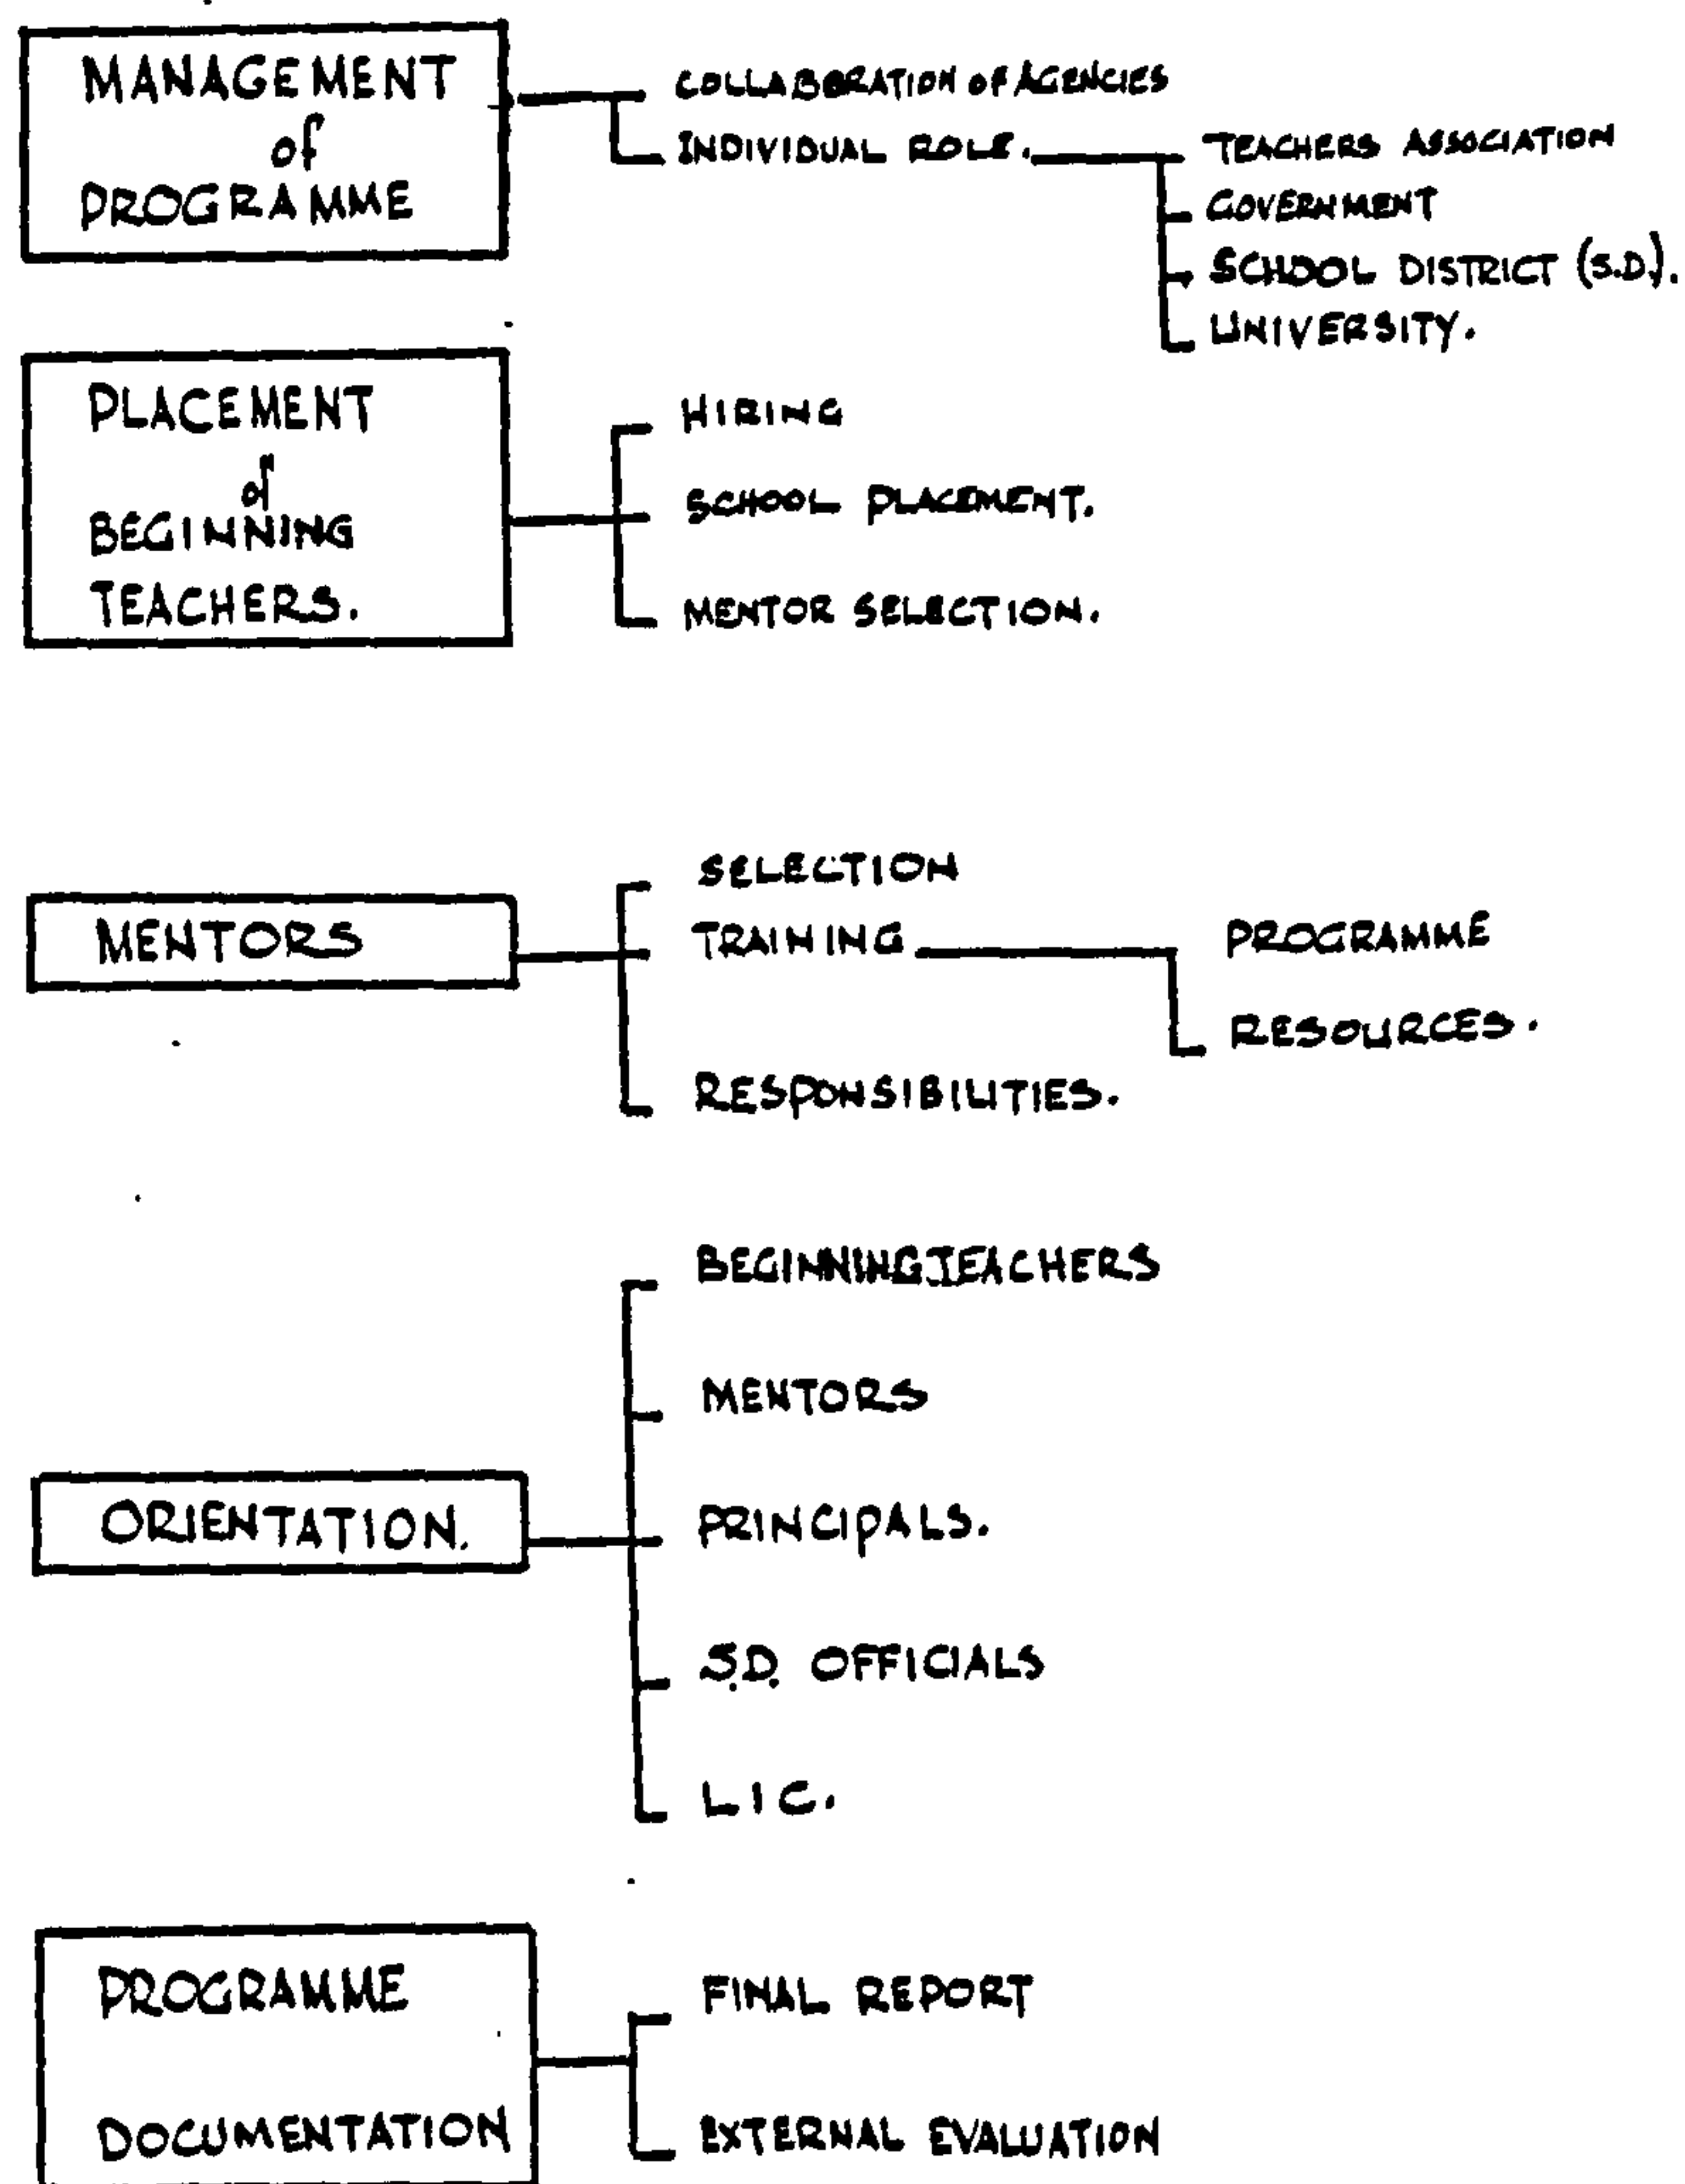 MANAGEMENT
of
PROGRAMME
COLLABORATION OF AGENCIES
INDIVIDUAL ROLE.
TEACHERS ASSOCIATION
GOVERNMENT
SCHOOL DISTRICT (S.D.).
UNIVERSITY.
PLACEMENT
of
BEGINNING
TEACHERS.
HIRING
SCHOOL PLACEMENT.
MENTOR SELECTION.
MENTORS
SELECTION
TRAINING
PROGRAMME
RESOURCES.
RESPONSIBILITIES.
ORIENTATION.
BEGINNING TEACHERS
MENTORS
PRINCIPALS.
S.D. OFFICIALS
LIC.
PROGRAMME
DOCUMENTATION
FINAL REPORT
EXTERNAL EVALUATION